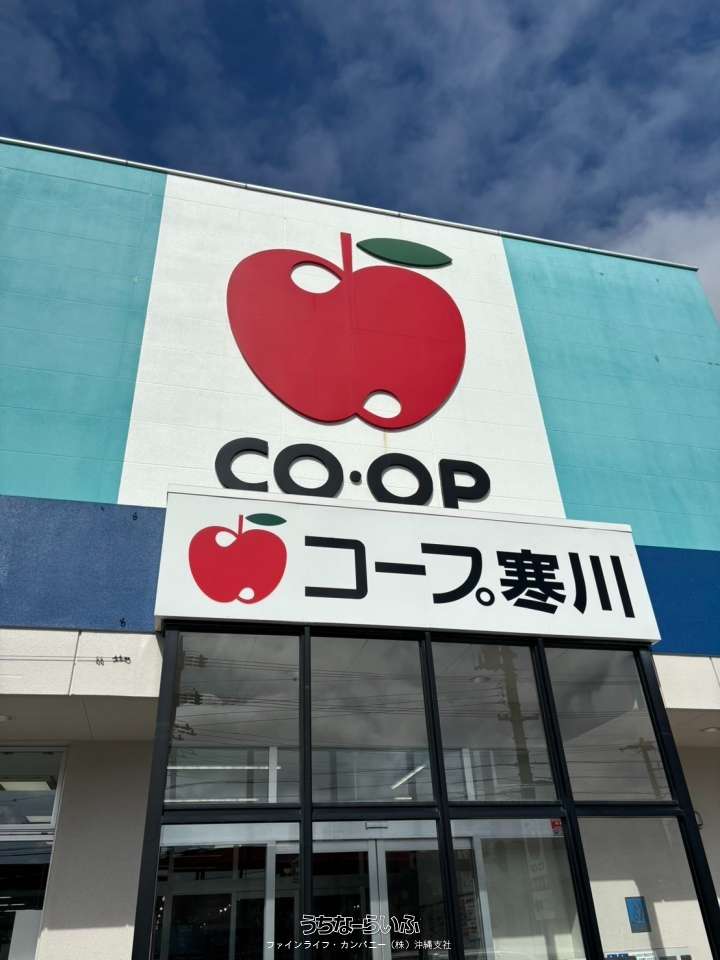 CO・OP
コープ。寒川
うちなーらいふ
ファインライフ・カンパニー（株）沖縄支社